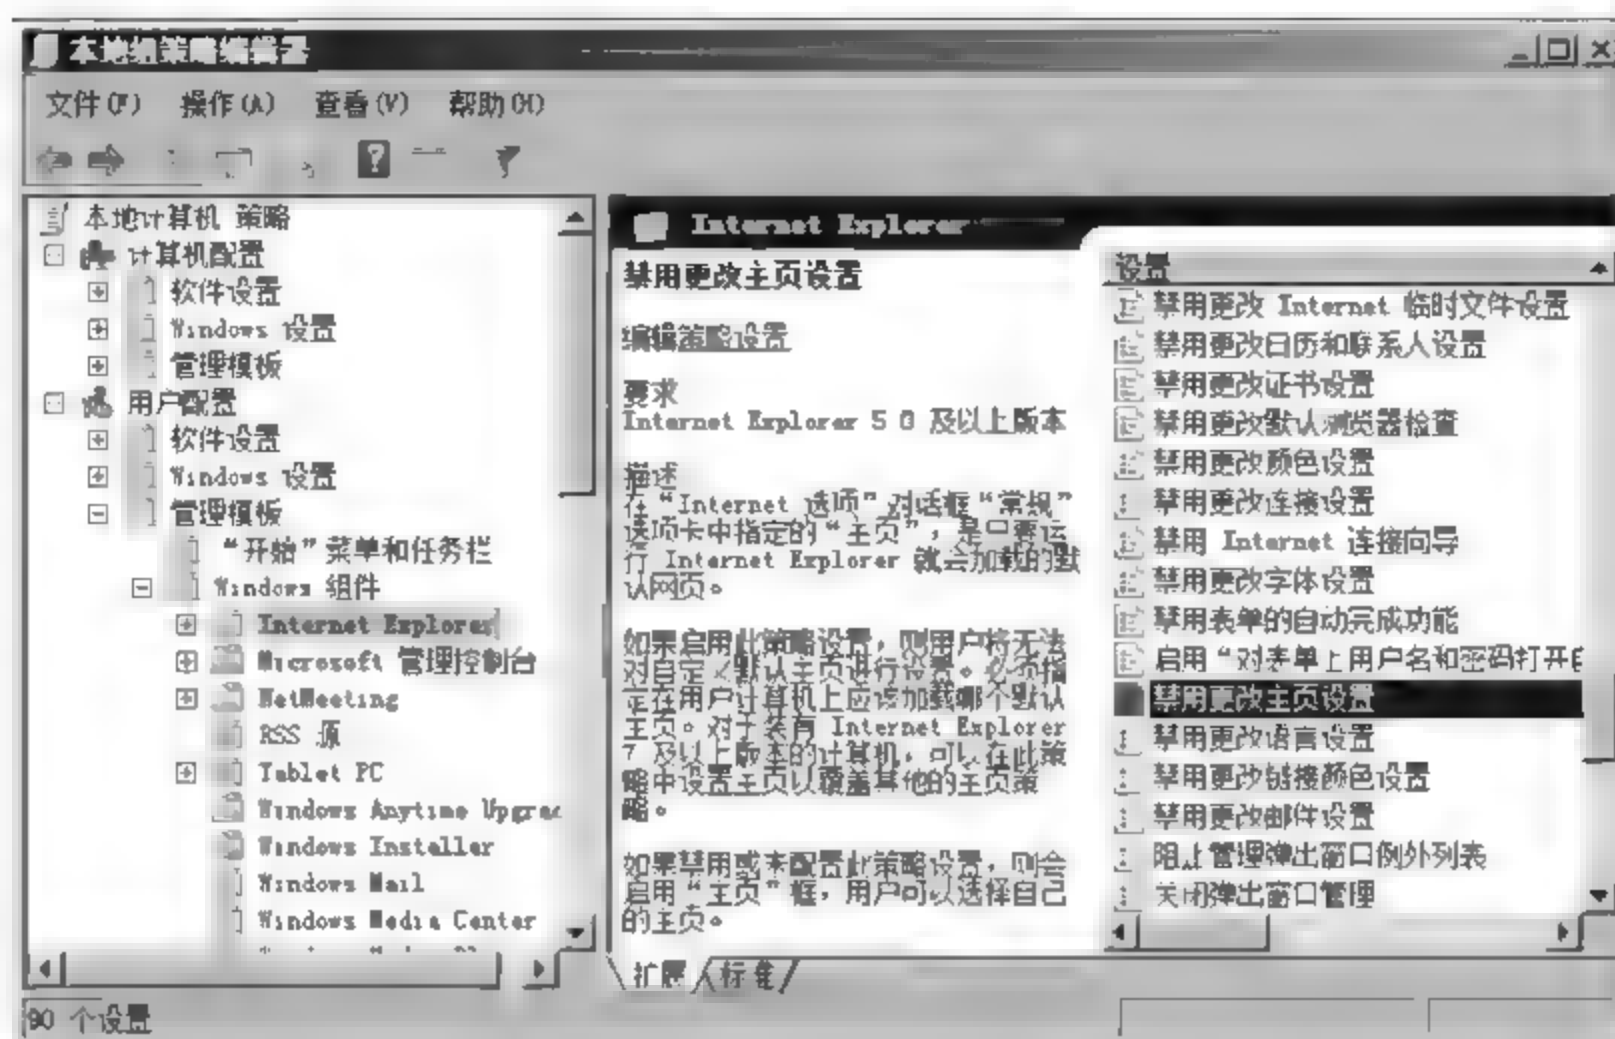 本地组策略编辑器
文件(F) 操作(A) 查看(V) 帮助(H)
本地计算机 策略
计算机配置
软件设置
Windows 设置
管理模板
用户配置
软件设置
Windows 设置
管理模板
“开始”菜单和任务栏
Windows 组件
Internet Explorer
Microsoft 管理控制台
NetMeeting
RSS 源
Tablet PC
Windows Anytime Upgrad
Windows Installer
Windows Mail
Windows Media Center
Internet Explorer
禁用更改主页设置
编辑策略设置
要求
Internet Explorer 5.0 及以上版本
描述
在“Internet 选项”对话框“常规”
选项卡中指定的“主页”，是只要运
行 Internet Explorer 就会加载的默
认网页。
如果启用此策略设置，则用户将无法
对自定义默认主页进行设置。必须指
定在用户计算机上应该加载哪个默认
主页。对于装有 Internet Explorer
7 及以上版本的计算机，可以在此策
略中设置主页以覆盖其他的主页策
略。
如果禁用或未配置此策略设置，则会
启用“主页”框，用户可以选择自己
的主页。
设置
禁用更改 Internet 临时文件设置
禁用更改日历和联系人设置
禁用更改证书设置
禁用更改默认浏览器检查
禁用更改颜色设置
禁用更改连接设置
禁用 Internet 连接向导
禁用更改字体设置
禁用表单的自动完成功能
启用“对表单上用户名和密码打开自
禁用更改主页设置
禁用更改语言设置
禁用更改链接颜色设置
禁用更改邮件设置
阻止管理弹出窗口例外列表
关闭弹出窗口管理
扩展 标准
90 个设置